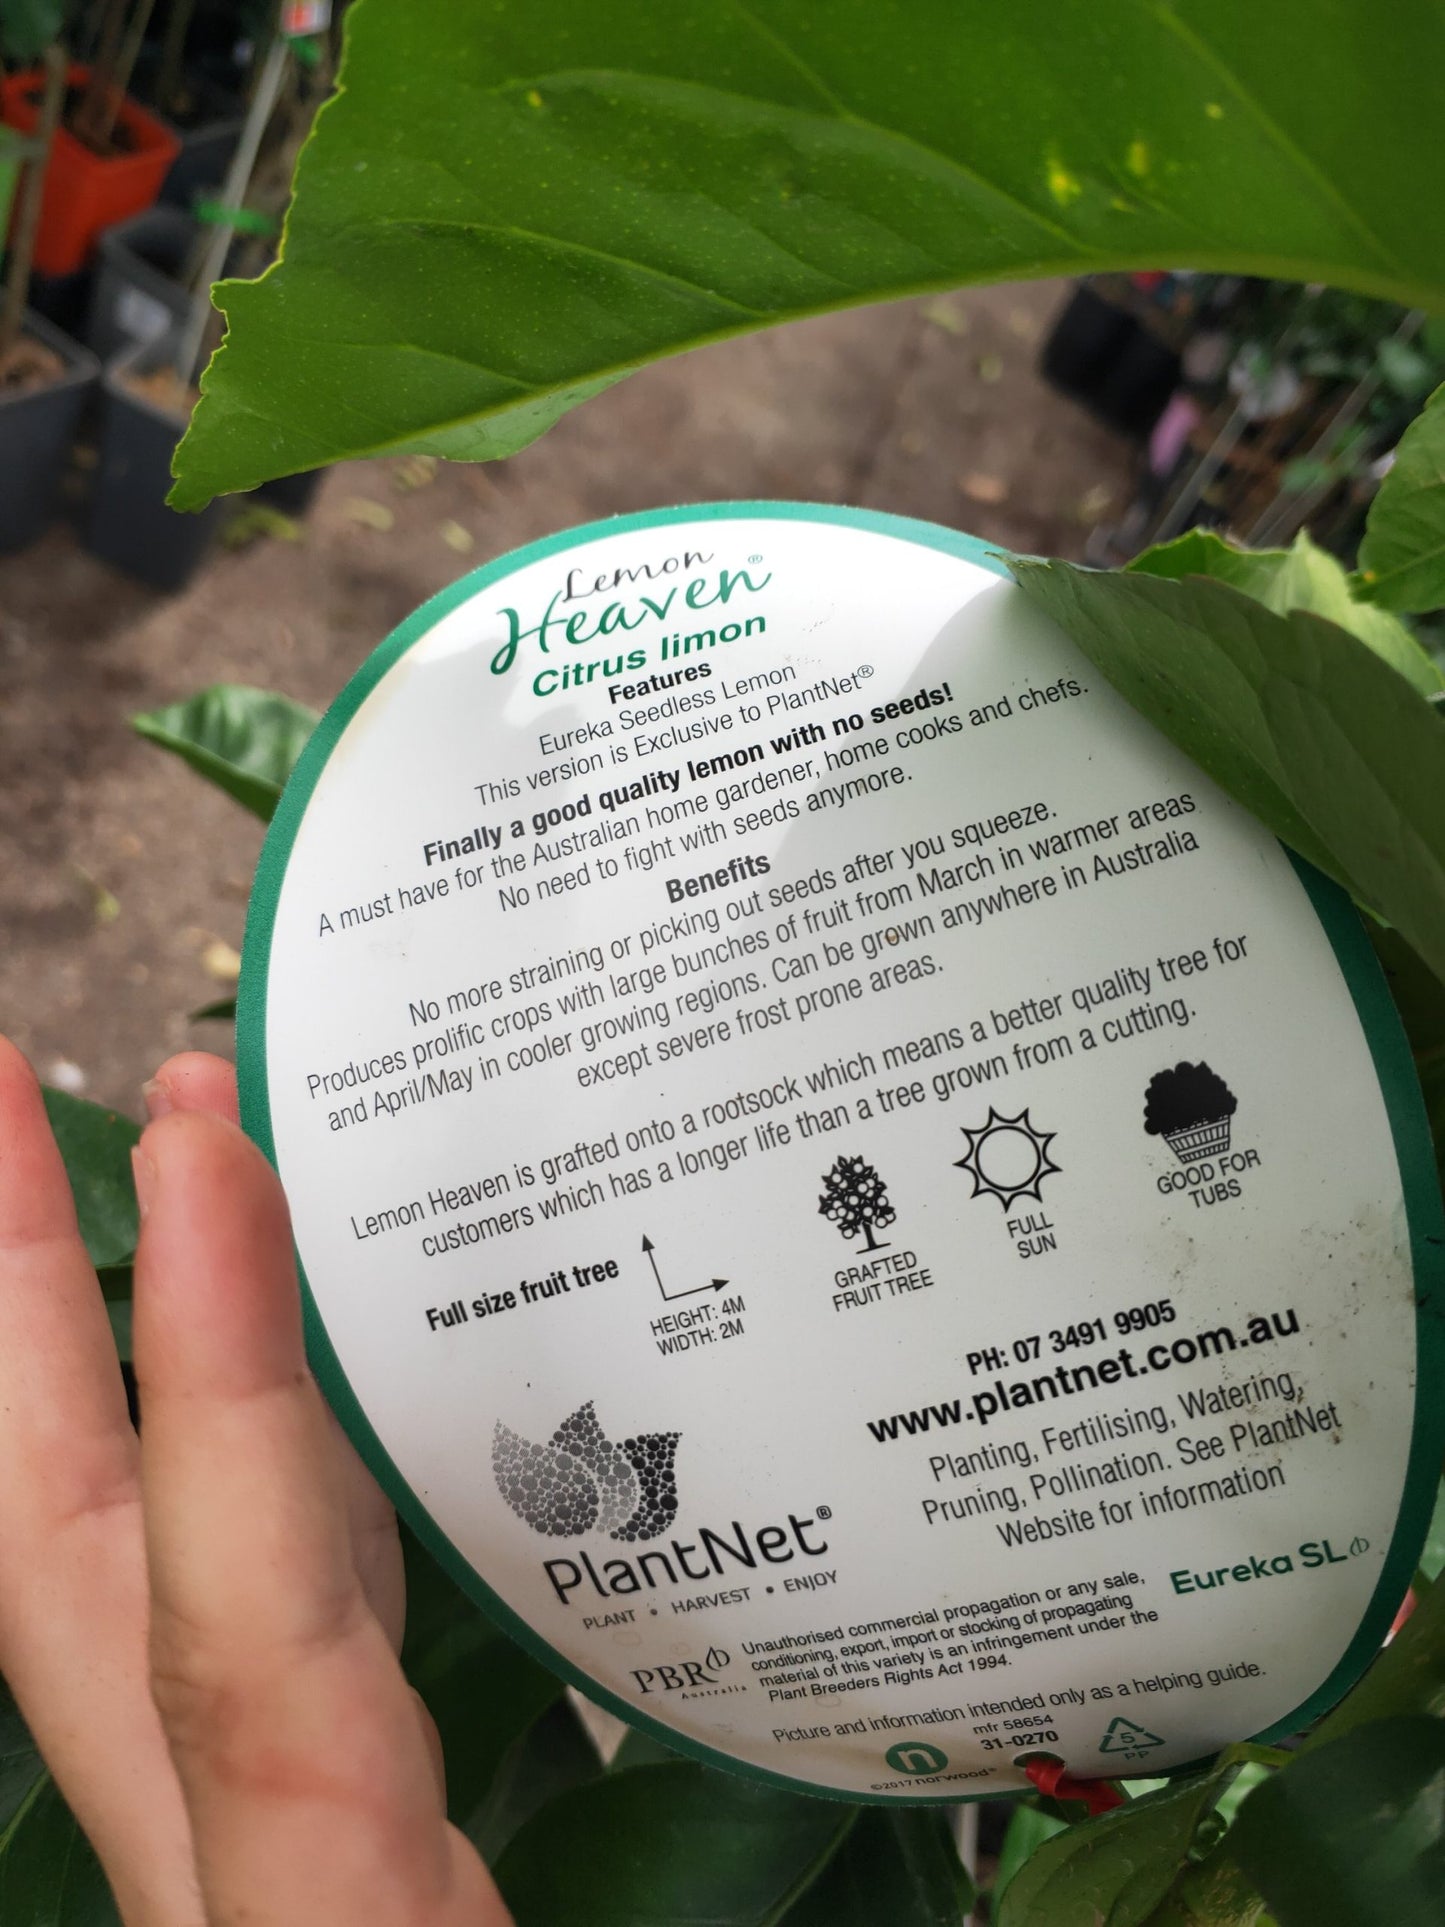 Lemon
Heaven®
Citrus limon
Features
Eureka Seedless Lemon
This version is Exclusive to PlantNet®
Finally a good quality lemon with no seeds!
A must have for the Australian home gardener, home cooks and chefs.
No need to fight with seeds anymore.
Benefits
No more straining or picking out seeds after you squeeze.
Produces prolific crops with large bunches of fruit from March in warmer areas
and April/May in cooler growing regions. Can be grown anywhere in Australia
except severe frost prone areas.
Lemon Heaven is grafted onto a rootsock which means a better quality tree for
customers which has a longer life than a tree grown from a cutting.
Full size fruit tree
HEIGHT: 4M
WIDTH: 2M
GRAFTED
FRUIT TREE
FULL
SUN
GOOD FOR
TUBS
PH: 07 3491 9905
www.plantnet.com.au
Planting, Fertilising, Watering,
Pruning, Pollination. See PlantNet
Website for information
PlantNet®
PLANT • HARVEST • ENJOY
Eureka SL
PBR
Australia
Unauthorised commercial propagation or any sale,
conditioning, export, import or stocking of propagating
material of this variety is an infringement under the
Plant Breeders Rights Act 1994.
Picture and information intended only as a helping guide.
mfr 58654
31-0270
n
©2017 norwood®
5
PP